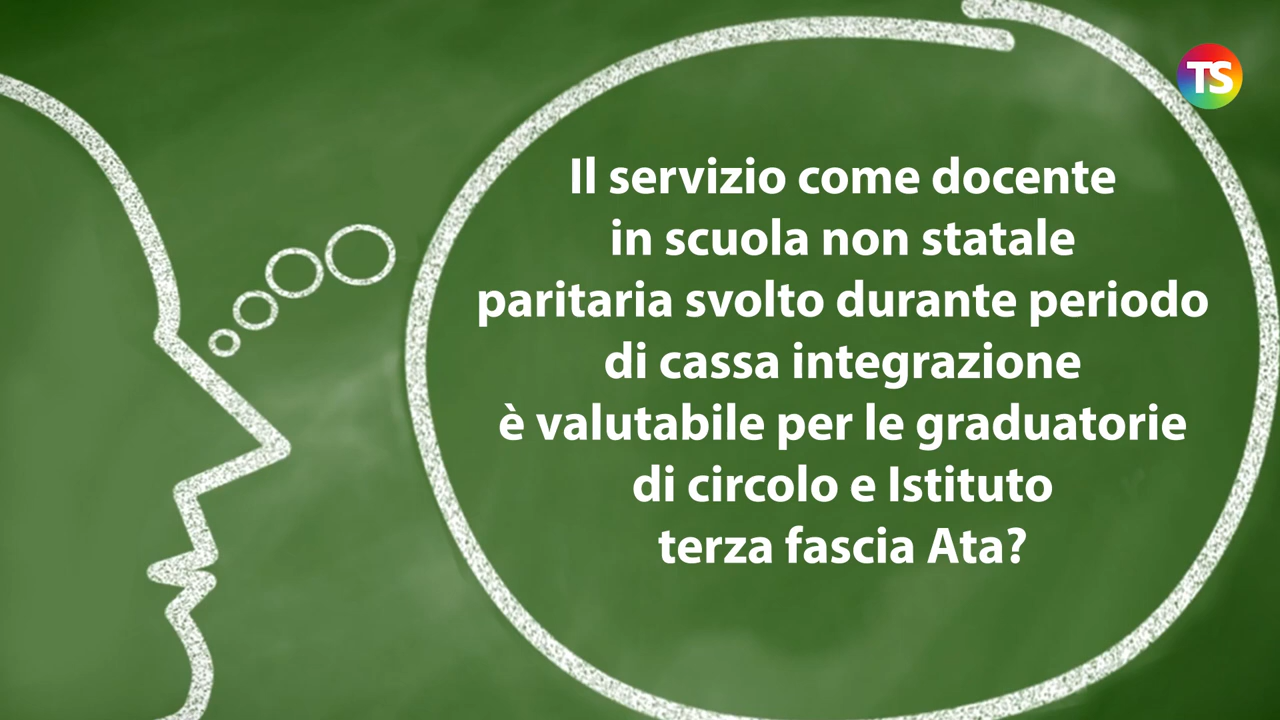 TS
Il servizio come docente
in scuola non statale
paritaria svolto durante periodo
di cassa integrazione
è valutabile per le graduatorie
di circolo e Istituto
terza fascia Ata?